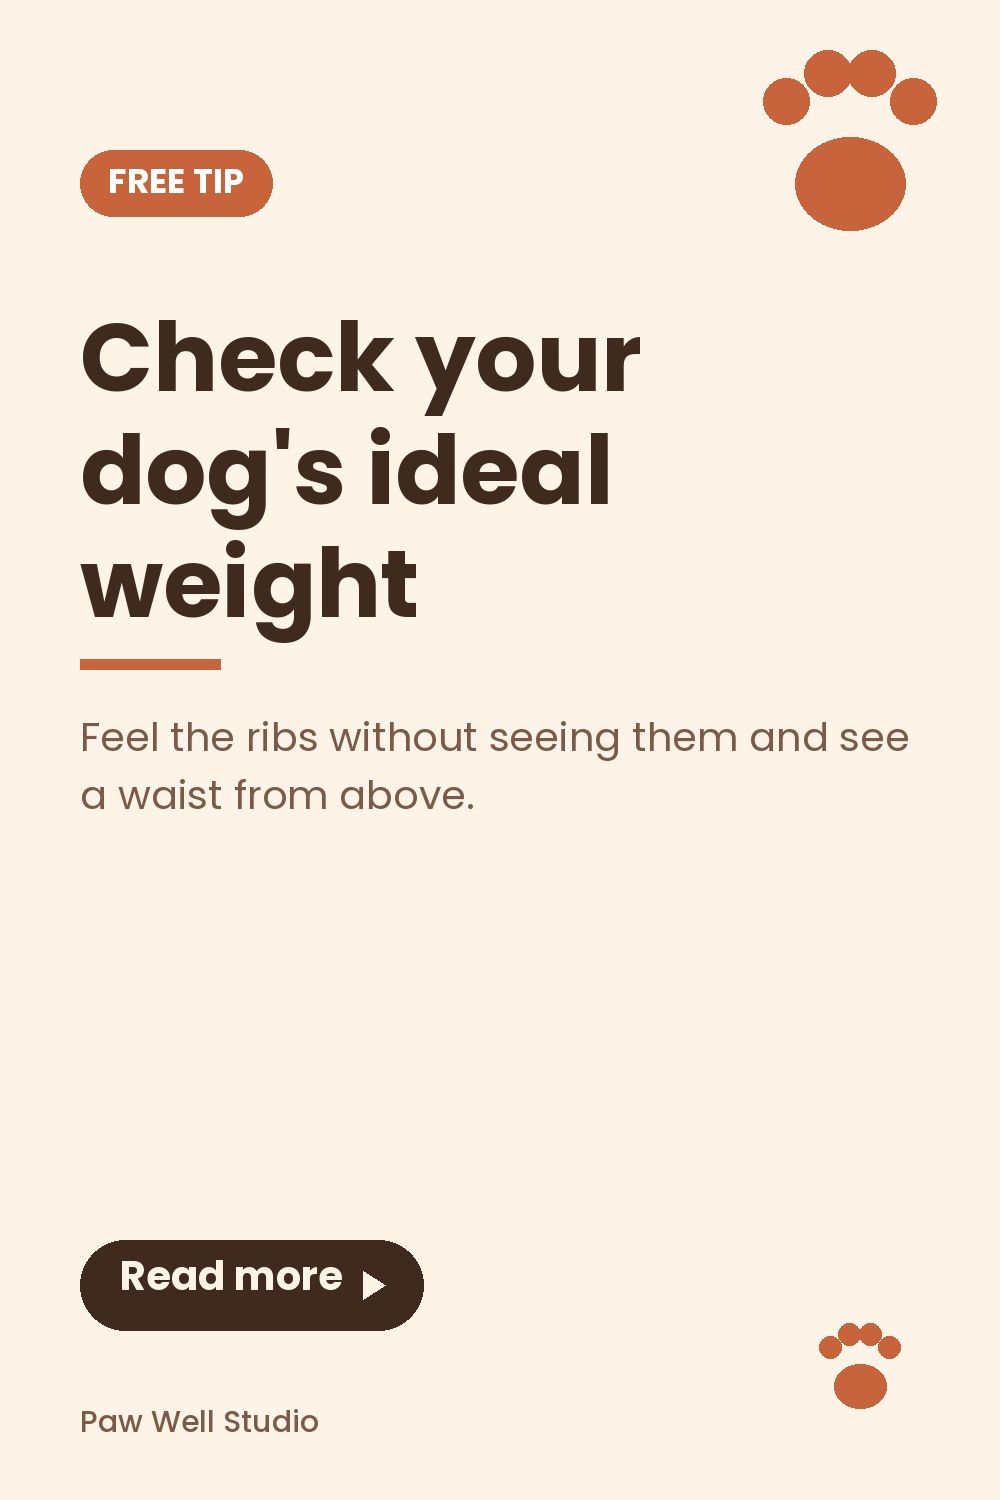 FREE TIP
Check your
dog's ideal
weight
Feel the ribs without seeing them and see
a waist from above.
Read more
Paw Well Studio